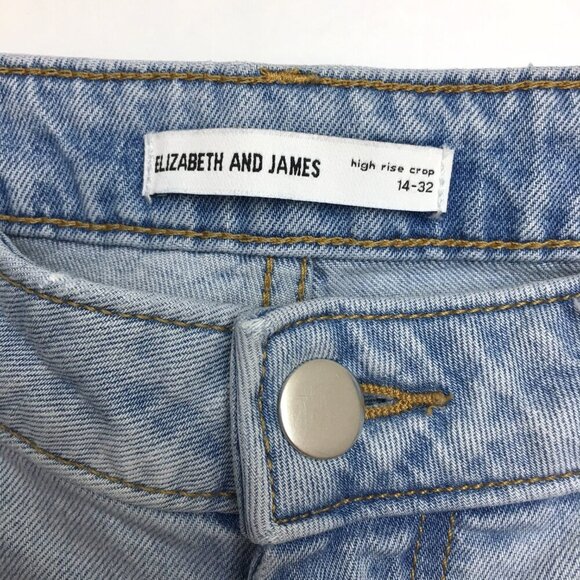 ELIZABETH AND JAMES
high rise crop
14-32